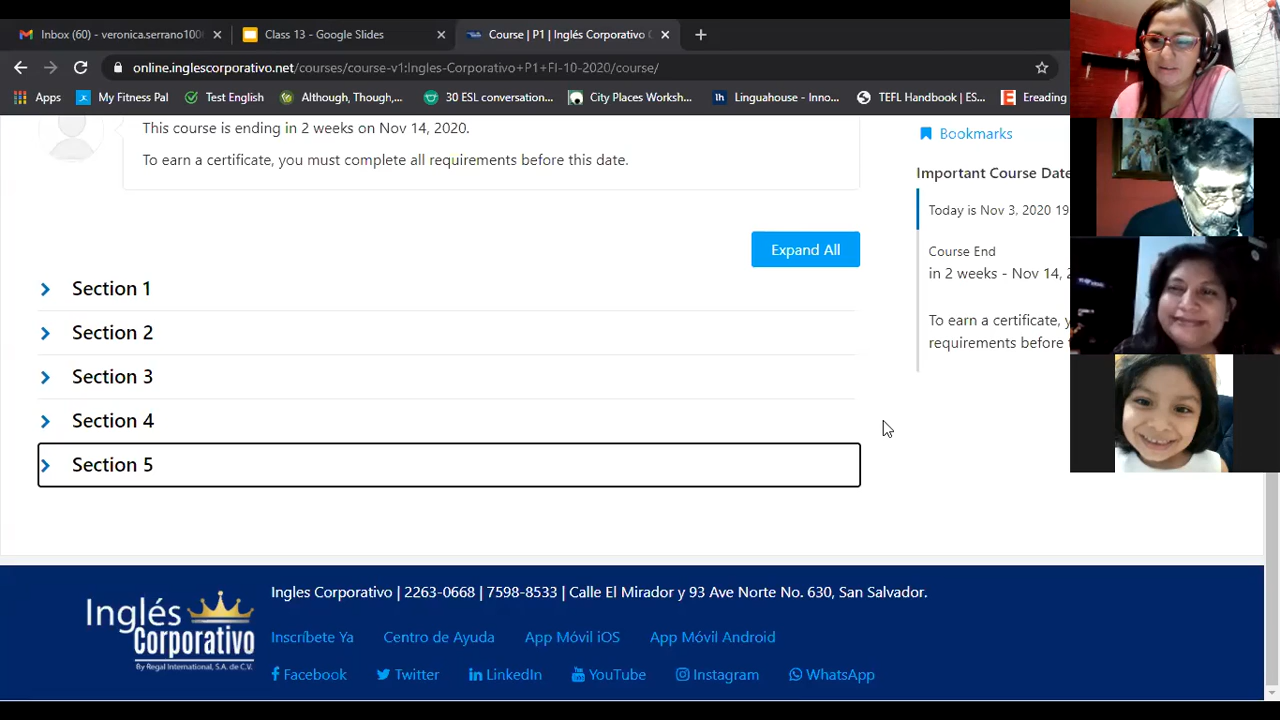 Inbox (60) - veronica.serrano100
Class 13 - Google Slides
Course | P1 | Inglés Corporativo
online.inglescorporativo.net/courses/course-v1:Ingles-Corporativo+P1+FI-10-2020/course/
Apps
My Fitness Pal
Test English
Although, Though,...
30 ESL conversation...
City Places Worksh...
lh
Linguahouse - Inno...
TEFL Handbook | ES...
E
Ereading
This course is ending in 2 weeks on Nov 14, 2020.
To earn a certificate, you must complete all requirements before this date.
Bookmarks
Important Course Date
Today is Nov 3, 2020 19
Course End
in 2 weeks - Nov 14, 2
To earn a certificate, y
requirements before t
Expand All
Section 1
Section 2
Section 3
Section 4
Section 5
Inglés Corporativo
By Regal International, S.A. de C.V.
Ingles Corporativo | 2263-0668 | 7598-8533 | Calle El Mirador y 93 Ave Norte No. 630, San Salvador.
Inscríbete Ya
Centro de Ayuda
App Móvil iOS
App Móvil Android
Facebook
Twitter
LinkedIn
YouTube
Instagram
WhatsApp